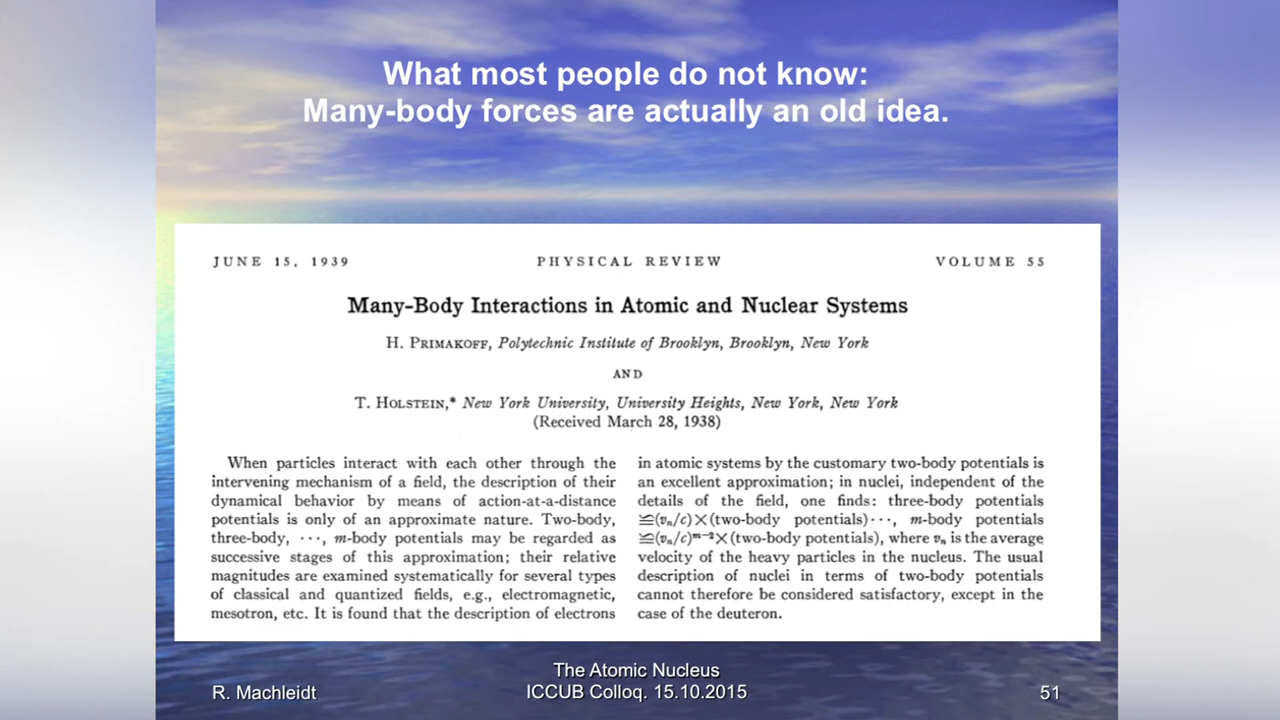 What most people do not know:
Many-body forces are actually an old idea.
JUNE 15, 1939 PHYSICAL REVIEW VOLUME 55
Many-Body Interactions in Atomic and Nuclear Systems
H. PRIMAKOFF, Polytechnic Institute of Brooklyn, Brooklyn, New York
AND
T. HOLSTEIN,* New York University, University Heights, New York, New York
(Received March 28, 1938)
When particles interact with each other through the
intervening mechanism of a field, the description of their
dynamical behavior by means of action-at-a-distance
potentials is only of an approximate nature. Two-body,
three-body, ···, m-body potentials may be regarded as
successive stages of this approximation; their relative
magnitudes are examined systematically for several types
of classical and quantized fields, e.g., electromagnetic,
mesotron, etc. It is found that the description of electrons
in atomic systems by the customary two-body potentials is
an excellent approximation; in nuclei, independent of the
details of the field, one finds: three-body potentials
≦(vₙ/c)×(two-body potentials)···, m-body potentials
≦(vₙ/c)ᵐ⁻²×(two-body potentials), where vₙ is the average
velocity of the heavy particles in the nucleus. The usual
description of nuclei in terms of two-body potentials
cannot therefore be considered satisfactory, except in the
case of the deuteron.
R. Machleidt
The Atomic Nucleus
ICCUB Colloq. 15.10.2015
51